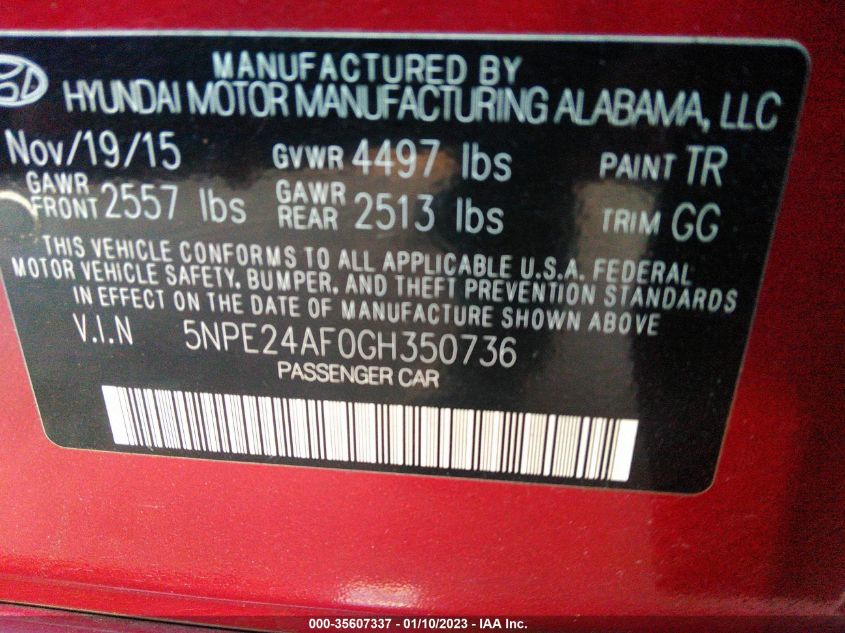 MANUFACTURED BY
HYUNDAI MOTOR MANUFACTURING ALABAMA, LLC
Nov/19/15 GVWR 4497 lbs PAINT TR
GAWR FRONT 2557 lbs GAWR REAR 2513 lbs TRIM GG
THIS VEHICLE CONFORMS TO ALL APPLICABLE U.S.A. FEDERAL
MOTOR VEHICLE SAFETY, BUMPER, AND THEFT PREVENTION STANDARDS
IN EFFECT ON THE DATE OF MANUFACTURE SHOWN ABOVE
V.I.N 5NPE24AF0GH350736
PASSENGER CAR
000-35607337 - 01/10/2023 - IAA Inc.